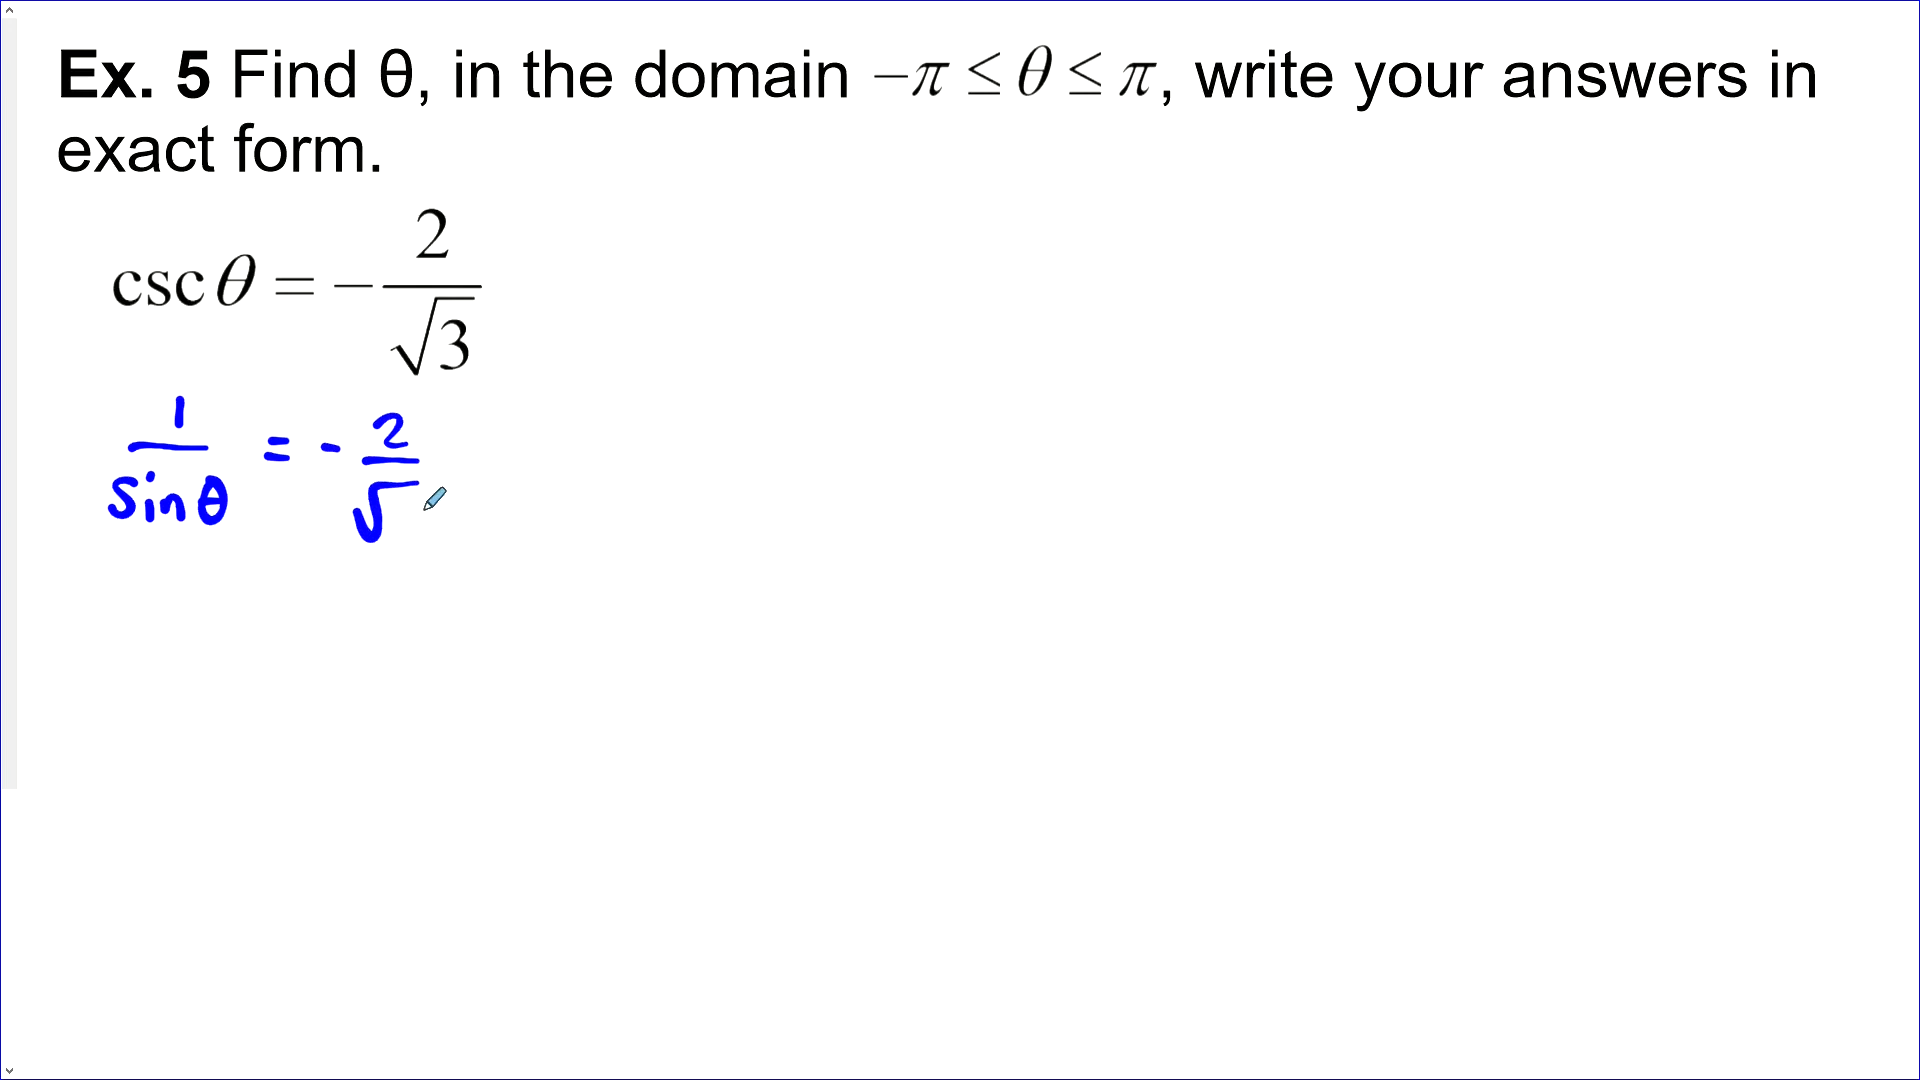 Ex. 5 Find θ, in the domain −π ≤ θ ≤ π, write your answers in
exact form.
csc θ = − 2/√3
1/sin θ = - 2/√